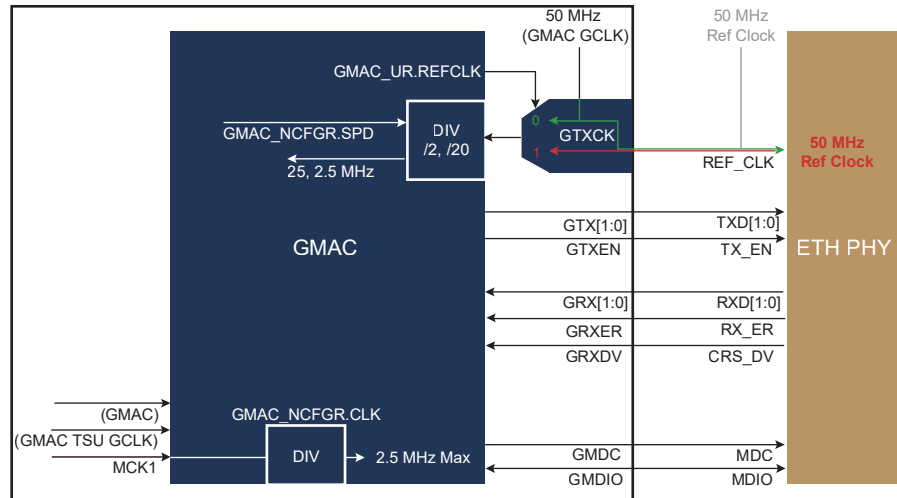 50 MHz
(GMAC GCLK)
50 MHz
Ref Clock
GMAC_UR.REFCLK
GMAC_NCFGR.SPD
DIV
/2, /20
25, 2.5 MHz
0
GTXCK
1
REF_CLK
50 MHz
Ref Clock
GMAC
ETH PHY
GTX[1:0]
TXD[1:0]
GTXEN
TX_EN
GRX[1:0]
RXD[1:0]
GRXER
RX_ER
GRXDV
CRS_DV
(GMAC)
(GMAC TSU GCLK)
MCK1
GMAC_NCFGR.CLK
DIV
2.5 MHz Max
GMDC
MDC
GMDIO
MDIO